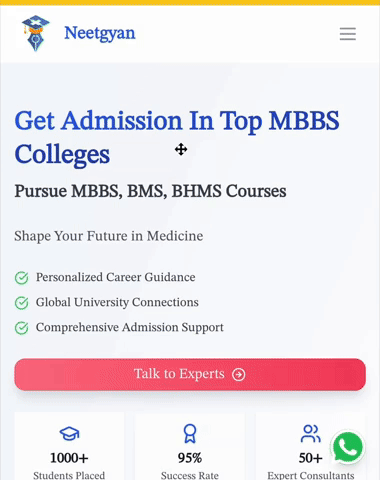 Neetgyan
Get Admission In Top MBBS
Colleges
Pursue MBBS, BMS, BHMS Courses
Shape Your Future in Medicine
Personalized Career Guidance
Global University Connections
Comprehensive Admission Support
Talk to Experts
1000+
Students Placed
95%
Success Rate
50+
Expert Consultants